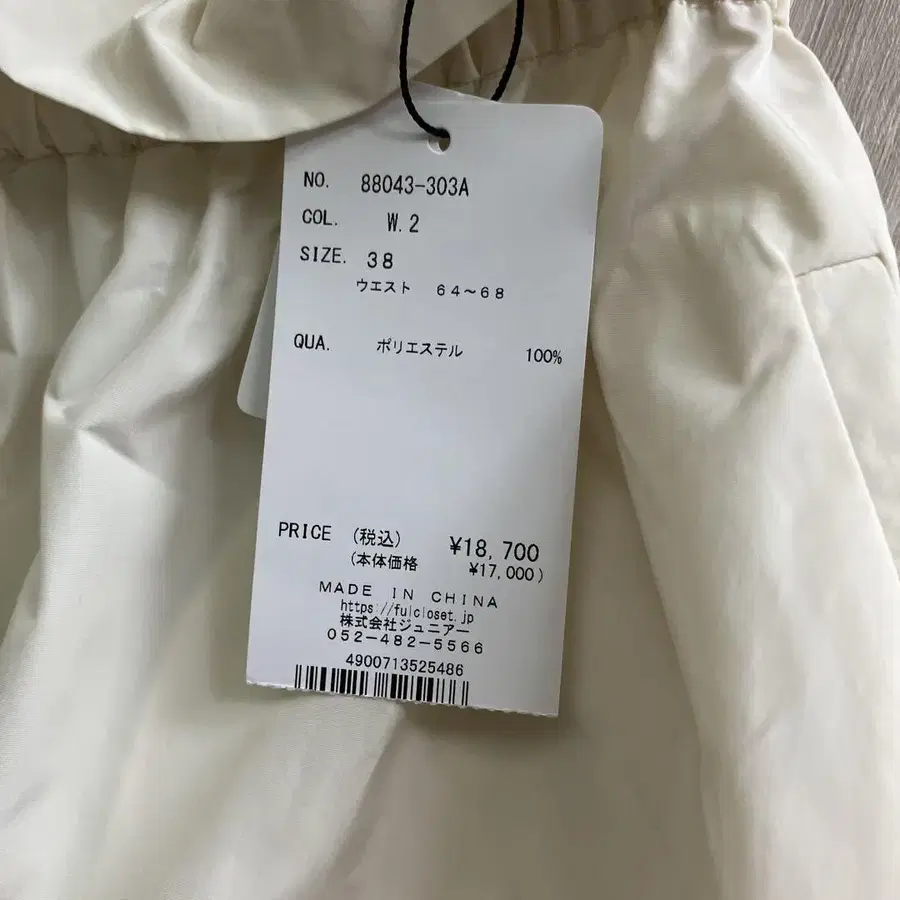 NO. 88043-303A
COL. W.2
SIZE. 38
ウエスト 64～68
QUA. ポリエステル 100%
PRICE (税込) ¥18,700
(本体価格 ¥17,000)
MADE IN CHINA
https://fulcloset.jp
株式会社ジュニアー
052-482-5566
4900713525486